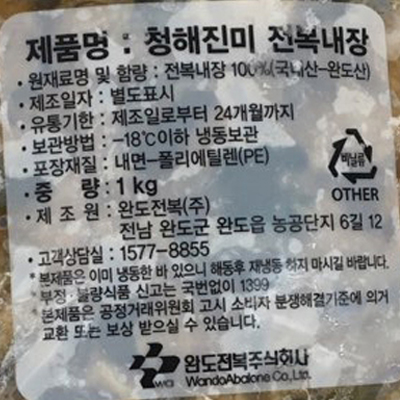 제품명 : 청해진미 전복내장
• 원재료명 및 함량 : 전복내장 100%(국내산-완도산)
• 제조일자 : 별도표시
• 유통기한 : 제조일로부터 24개월까지
• 보관방법 : -18℃이하 냉동보관
• 포장재질 : 내면-폴리에틸렌(PE)
• 중 량 : 1 kg
비닐류
OTHER
• 제 조 원 : 완도전복(주)
전남 완도군 완도읍 농공단지 6길 12
• 고객상담실 : 1577-8855
* 본제품은 이미 냉동한 바 있으니 해동후 재냉동 하지 마시길 바랍니다.
* 부정·불량식품 신고는 국번없이 1399
* 본제품은 공정거래위원회 고시 소비자 분쟁해결기준에 의거
교환 또는 보상 받으실 수 있습니다.
wa
완도전복주식회사
WandoAbalone Co.,Ltd.